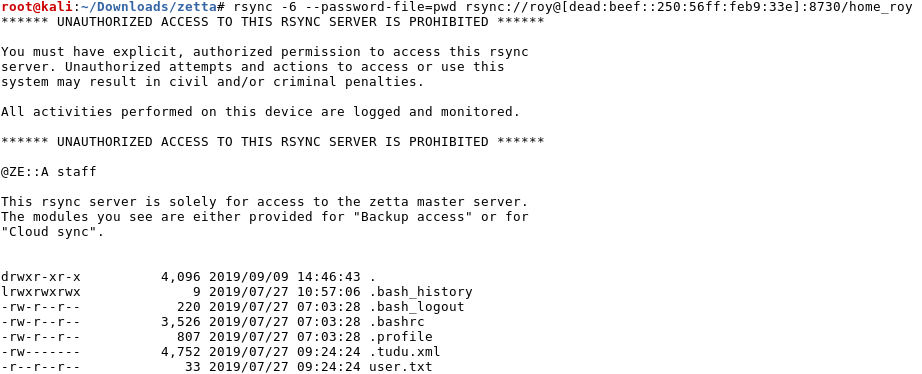 root@kali:~/Downloads/zetta# rsync -6 --password-file=pwd rsync://roy@[dead:beef::250:56ff:feb9:33e]:8730/home_roy
****** UNAUTHORIZED ACCESS TO THIS RSYNC SERVER IS PROHIBITED ******
You must have explicit, authorized permission to access this rsync
server. Unauthorized attempts and actions to access or use this
system may result in civil and/or criminal penalties.
All activities performed on this device are logged and monitored.
****** UNAUTHORIZED ACCESS TO THIS RSYNC SERVER IS PROHIBITED ******
@ZE::A staff
This rsync server is solely for access to the zetta master server.
The modules you see are either provided for "Backup access" or for
"Cloud sync".
drwxr-xr-x          4,096 2019/09/09 14:46:43 .
lrwxrwxrwx              9 2019/07/27 10:57:06 .bash_history
-rw-r--r--            220 2019/07/27 07:03:28 .bash_logout
-rw-r--r--          3,526 2019/07/27 07:03:28 .bashrc
-rw-r--r--            807 2019/07/27 07:03:28 .profile
-rw-------          4,752 2019/07/27 09:24:24 .tudu.xml
-r--r--r--             33 2019/07/27 09:24:24 user.txt